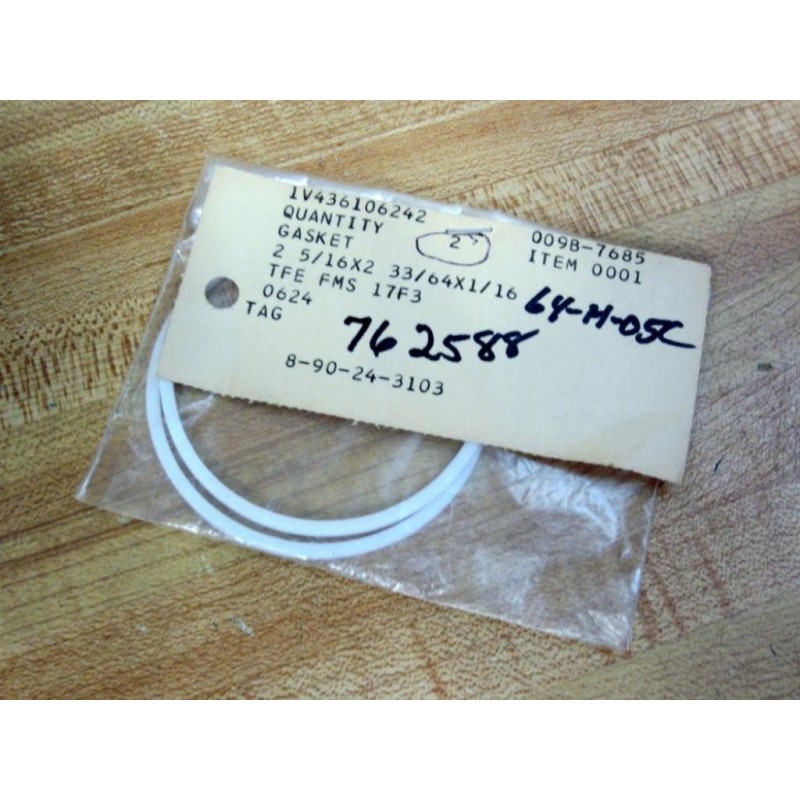 1V436106242 009B-7685
QUANTITY 2 ITEM 0001
GASKET
2 5/16X2 33/64X1/16
TFE FMS 17F3 64-M-05C
0624
TAG 762588
8-90-24-3103